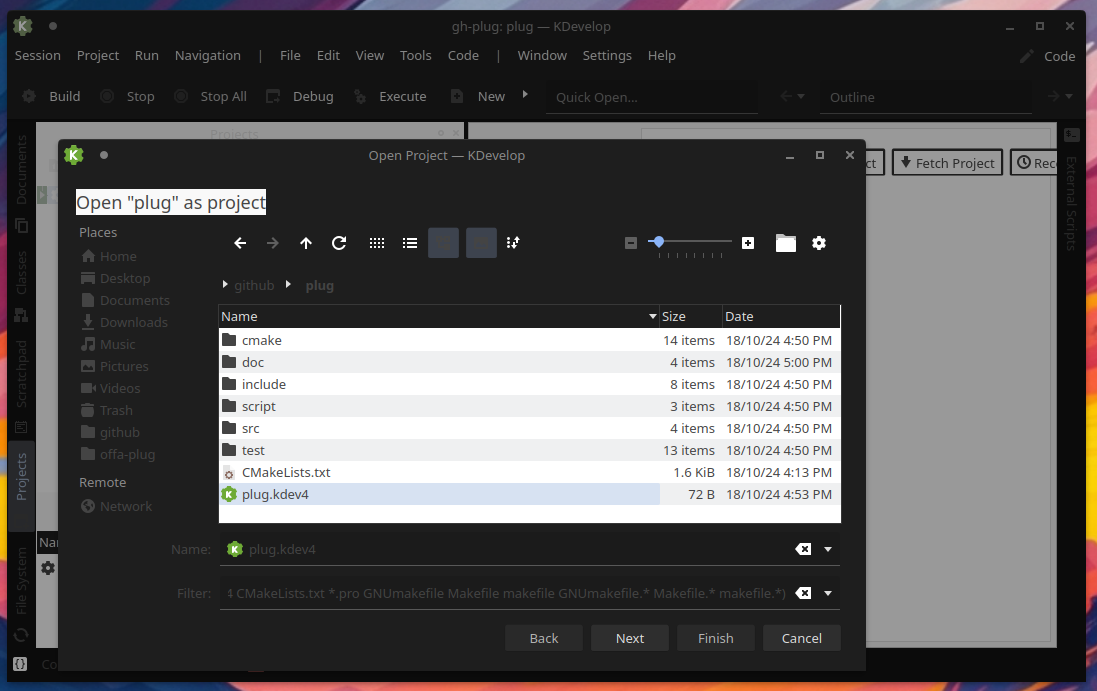 gh-plug: plug — KDevelop
Session Project Run Navigation | File Edit View Tools Code | Window Settings Help Code
Build Stop Stop All Debug Execute New Quick Open... Outline
Projects
Open Project — KDevelop
ct Fetch Project Rec
Documents
Classes
Scratchpad
Projects
File System
External Scripts
Open "plug" as project
Places
Home
Desktop
Documents
Downloads
Music
Pictures
Videos
Trash
github
offa-plug
Remote
Network
github plug
Name Size Date
cmake 14 items 18/10/24 4:50 PM
doc 4 items 18/10/24 5:00 PM
include 8 items 18/10/24 4:50 PM
script 3 items 18/10/24 4:50 PM
src 4 items 18/10/24 4:50 PM
test 13 items 18/10/24 4:50 PM
CMakeLists.txt 1.6 KiB 18/10/24 4:13 PM
plug.kdev4 72 B 18/10/24 4:53 PM
Nar
Name: plug.kdev4
Filter: 4 CMakeLists.txt *.pro GNUmakefile Makefile makefile GNUmakefile.* Makefile.* makefile.*)
Back Next Finish Cancel
Co